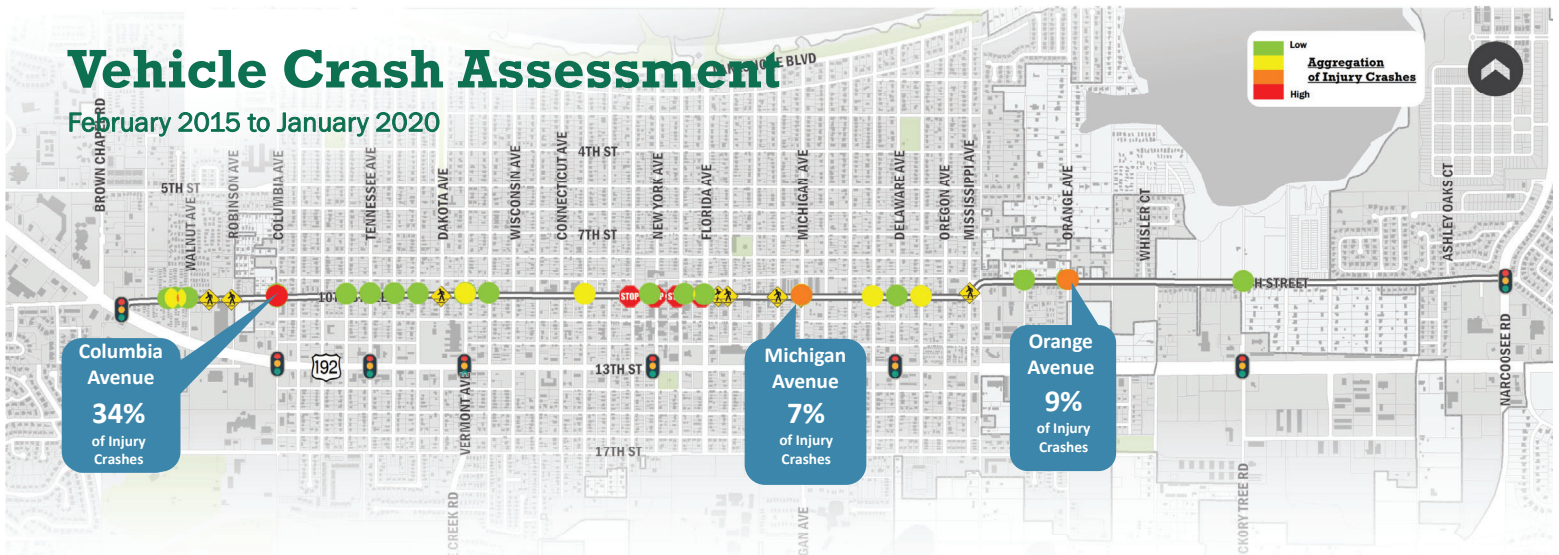 Vehicle Crash Assessment
February 2015 to January 2020
Low
Aggregation
of Injury Crashes
High
BLVD
BROWN CHAPEL RD
WALNUT AVE
ROBINSON AVE
COLUMBIA AVE
TENNESSEE AVE
DAKOTA AVE
WISCONSIN AVE
CONNECTICUT AVE
NEW YORK AVE
FLORIDA AVE
MICHIGAN AVE
DELAWARE AVE
OREGON AVE
MISSISSIPPI AVE
ORANGE AVE
WHISLER CT
ASHLEY OAKS CT
4TH ST
5TH ST
7TH ST
STOP
H STREET
192
13TH ST
17TH ST
VERMONT AVE
CREEK RD
GAN AVE
CKORY TREE RD
NARCOOSEE RD
Columbia
Avenue
34%
of Injury
Crashes
Michigan
Avenue
7%
of Injury
Crashes
Orange
Avenue
9%
of Injury
Crashes